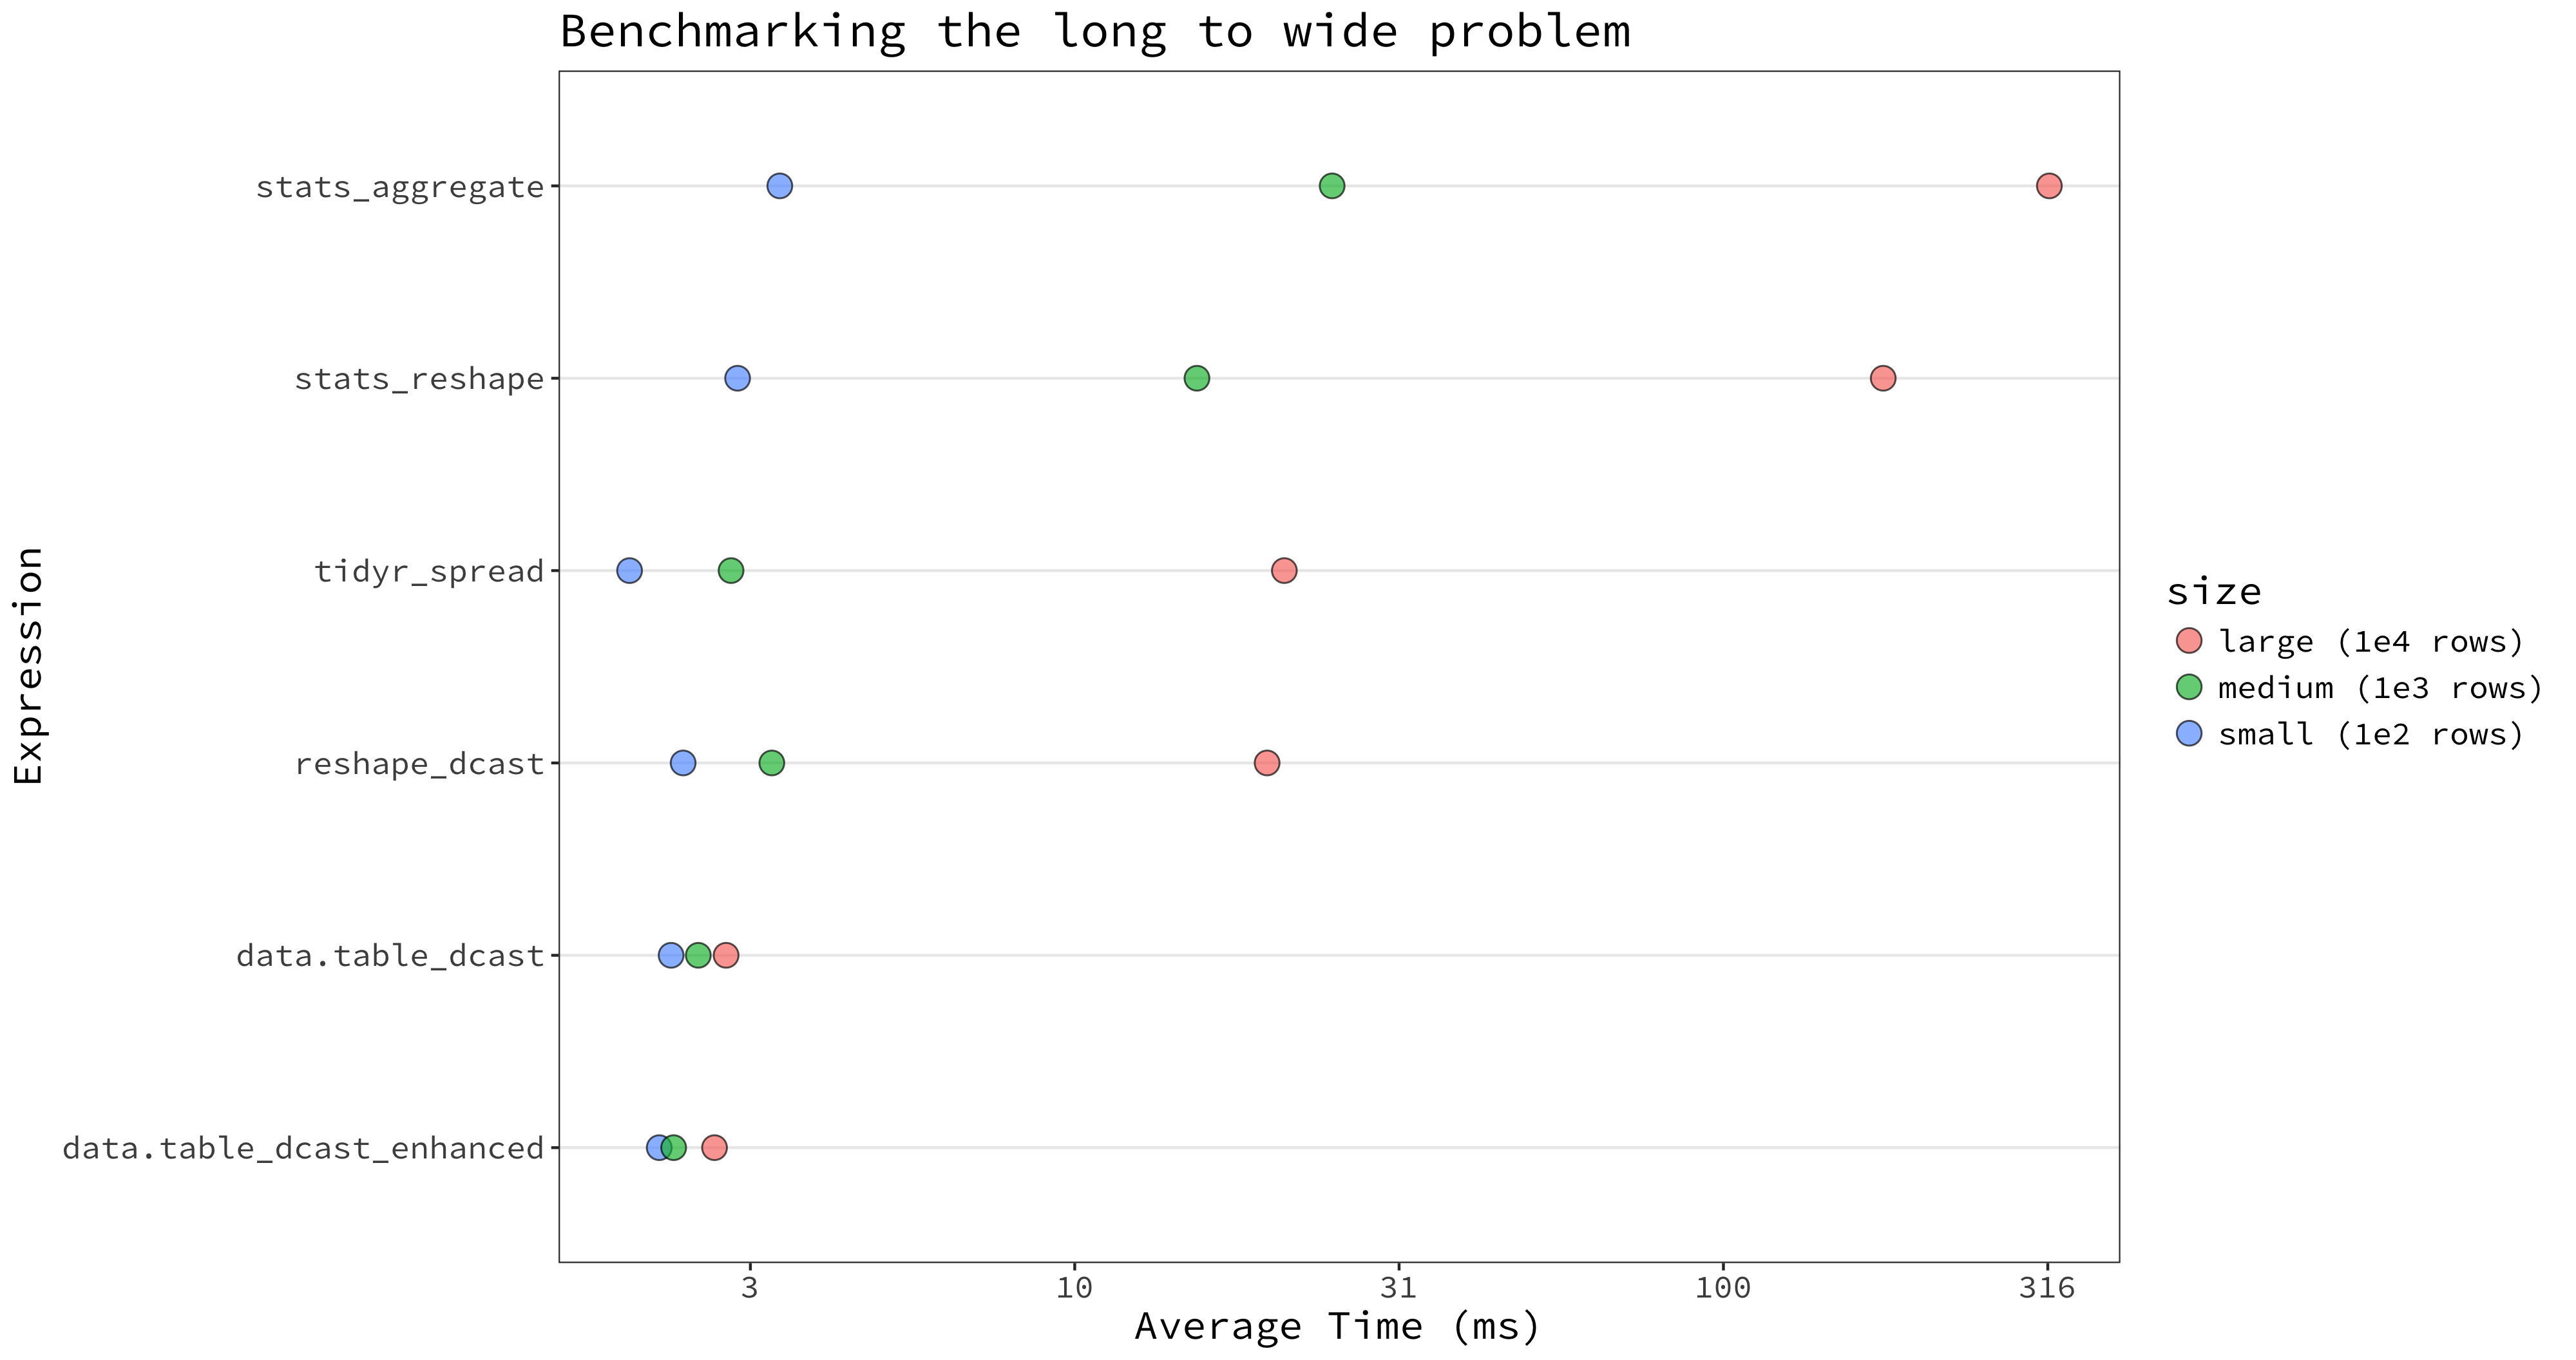 Benchmarking the long to wide problem
Expression
stats_aggregate
stats_reshape
tidyr_spread
reshape_dcast
data.table_dcast
data.table_dcast_enhanced
3
10
31
100
316
Average Time (ms)
size
large (1e4 rows)
medium (1e3 rows)
small (1e2 rows)